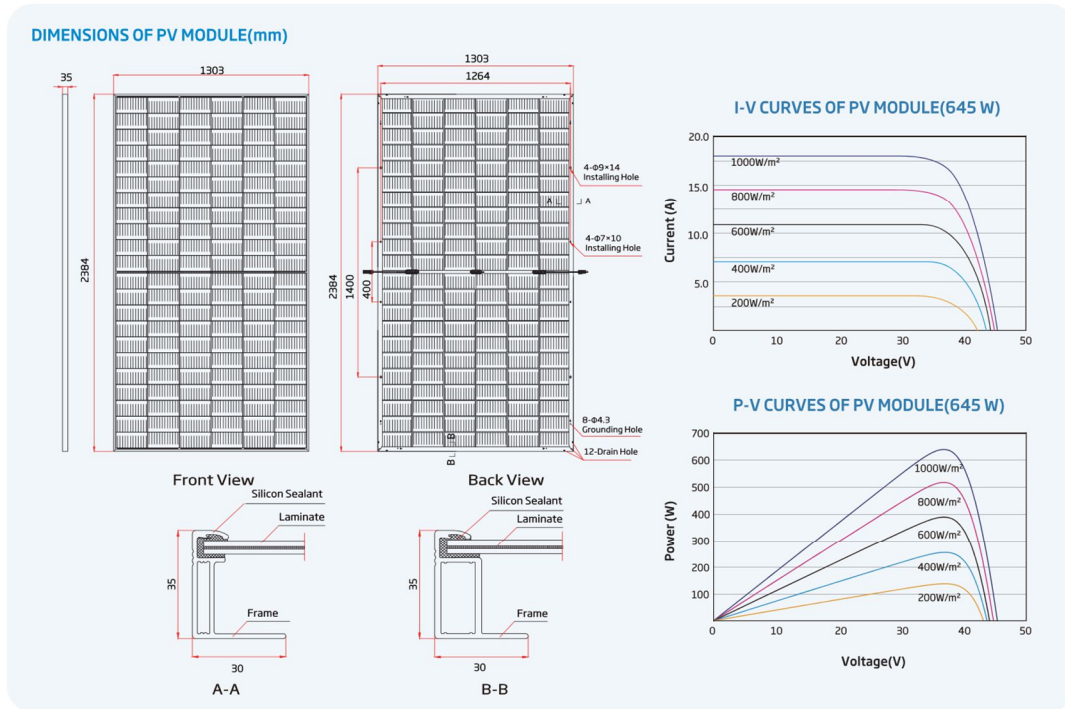 DIMENSIONS OF PV MODULE(mm)
35
1303
2384
Front View
1303
1264
2384
1400
400
4-Φ9×14
Installing Hole
A
A
4-Φ7×10
Installing Hole
8-Φ4.3
Grounding Hole
12-Drain Hole
B
B
Back View
Silicon Sealant
Laminate
35
Frame
30
A-A
Silicon Sealant
Laminate
35
Frame
30
B-B
I-V CURVES OF PV MODULE(645 W)
Current (A)
20.0
15.0
10.0
5.0
1000W/m²
800W/m²
600W/m²
400W/m²
200W/m²
0 10 20 30 40 50
Voltage(V)
P-V CURVES OF PV MODULE(645 W)
Power (W)
700
600
500
400
300
200
100
1000W/m²
800W/m²
600W/m²
400W/m²
200W/m²
0 10 20 30 40 50
Voltage(V)